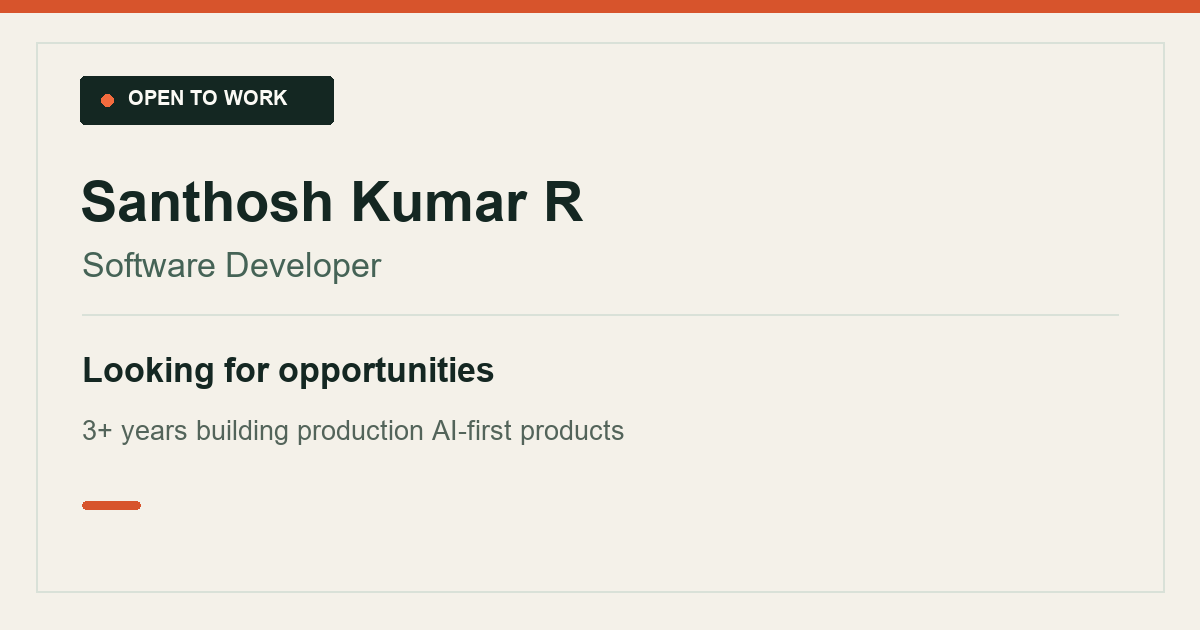 OPEN TO WORK
Santhosh Kumar R
Software Developer
Looking for opportunities
3+ years building production AI-first products